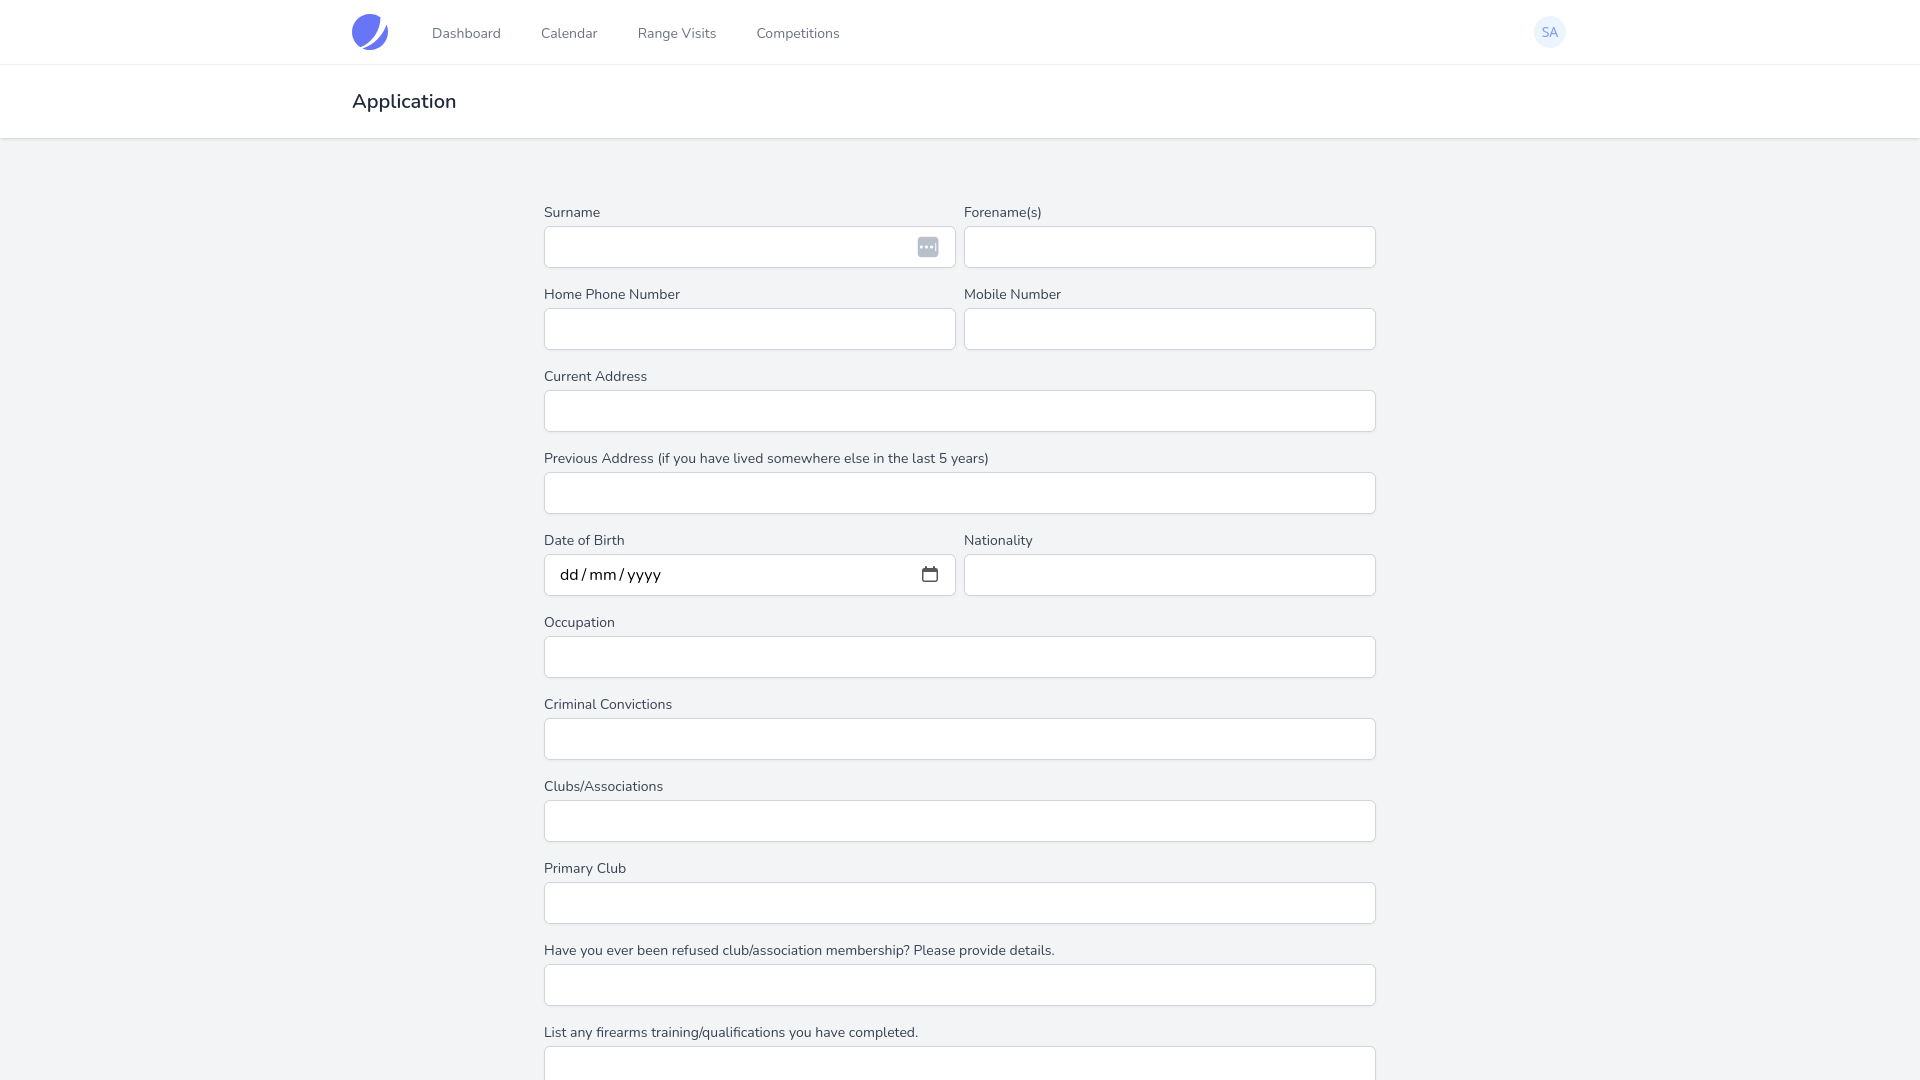 Dashboard Calendar Range Visits Competitions SA
Application
Surname Forename(s)
Home Phone Number Mobile Number
Current Address
Previous Address (if you have lived somewhere else in the last 5 years)
Date of Birth Nationality
dd/mm/yyyy
Occupation
Criminal Convictions
Clubs/Associations
Primary Club
Have you ever been refused club/association membership? Please provide details.
List any firearms training/qualifications you have completed.